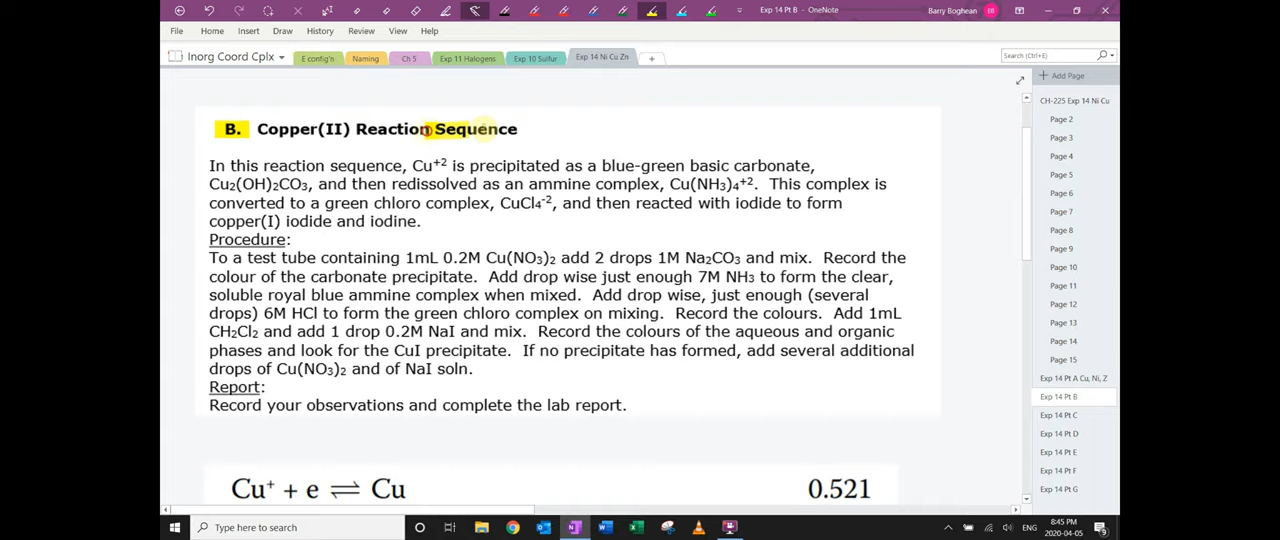 Exp 14 Pt B - OneNote
Barry Boghean
BB
File Home Insert Draw History Review View Help
Inorg Coord Cplx
E config'n
Naming
Ch 5
Exp 11 Halogens
Exp 10 Sulfur
Exp 14 Ni Cu Zn
+
Search (Ctrl+E)
+ Add Page
CH-225 Exp 14 Ni Cu
Page 2
Page 3
Page 4
Page 5
Page 6
Page 7
Page 8
Page 9
Page 10
Page 11
Page 12
Page 13
Page 14
Page 15
Exp 14 Pt A Cu, Ni, Z
Exp 14 Pt B
Exp 14 Pt C
Exp 14 Pt D
Exp 14 Pt E
Exp 14 Pt F
Exp 14 Pt G
B. Copper(II) Reaction Sequence
In this reaction sequence, Cu⁺² is precipitated as a blue-green basic carbonate,
Cu₂(OH)₂CO₃, and then redissolved as an ammine complex, Cu(NH₃)₄⁺². This complex is
converted to a green chloro complex, CuCl₄⁻², and then reacted with iodide to form
copper(I) iodide and iodine.
Procedure:
To a test tube containing 1mL 0.2M Cu(NO₃)₂ add 2 drops 1M Na₂CO₃ and mix. Record the
colour of the carbonate precipitate. Add drop wise just enough 7M NH₃ to form the clear,
soluble royal blue ammine complex when mixed. Add drop wise, just enough (several
drops) 6M HCl to form the green chloro complex on mixing. Record the colours. Add 1mL
CH₂Cl₂ and add 1 drop 0.2M NaI and mix. Record the colours of the aqueous and organic
phases and look for the CuI precipitate. If no precipitate has formed, add several additional
drops of Cu(NO₃)₂ and of NaI soln.
Report:
Record your observations and complete the lab report.
Cu⁺ + e ⇌ Cu 0.521
Type here to search
ENG
8:45 PM
2020-04-05